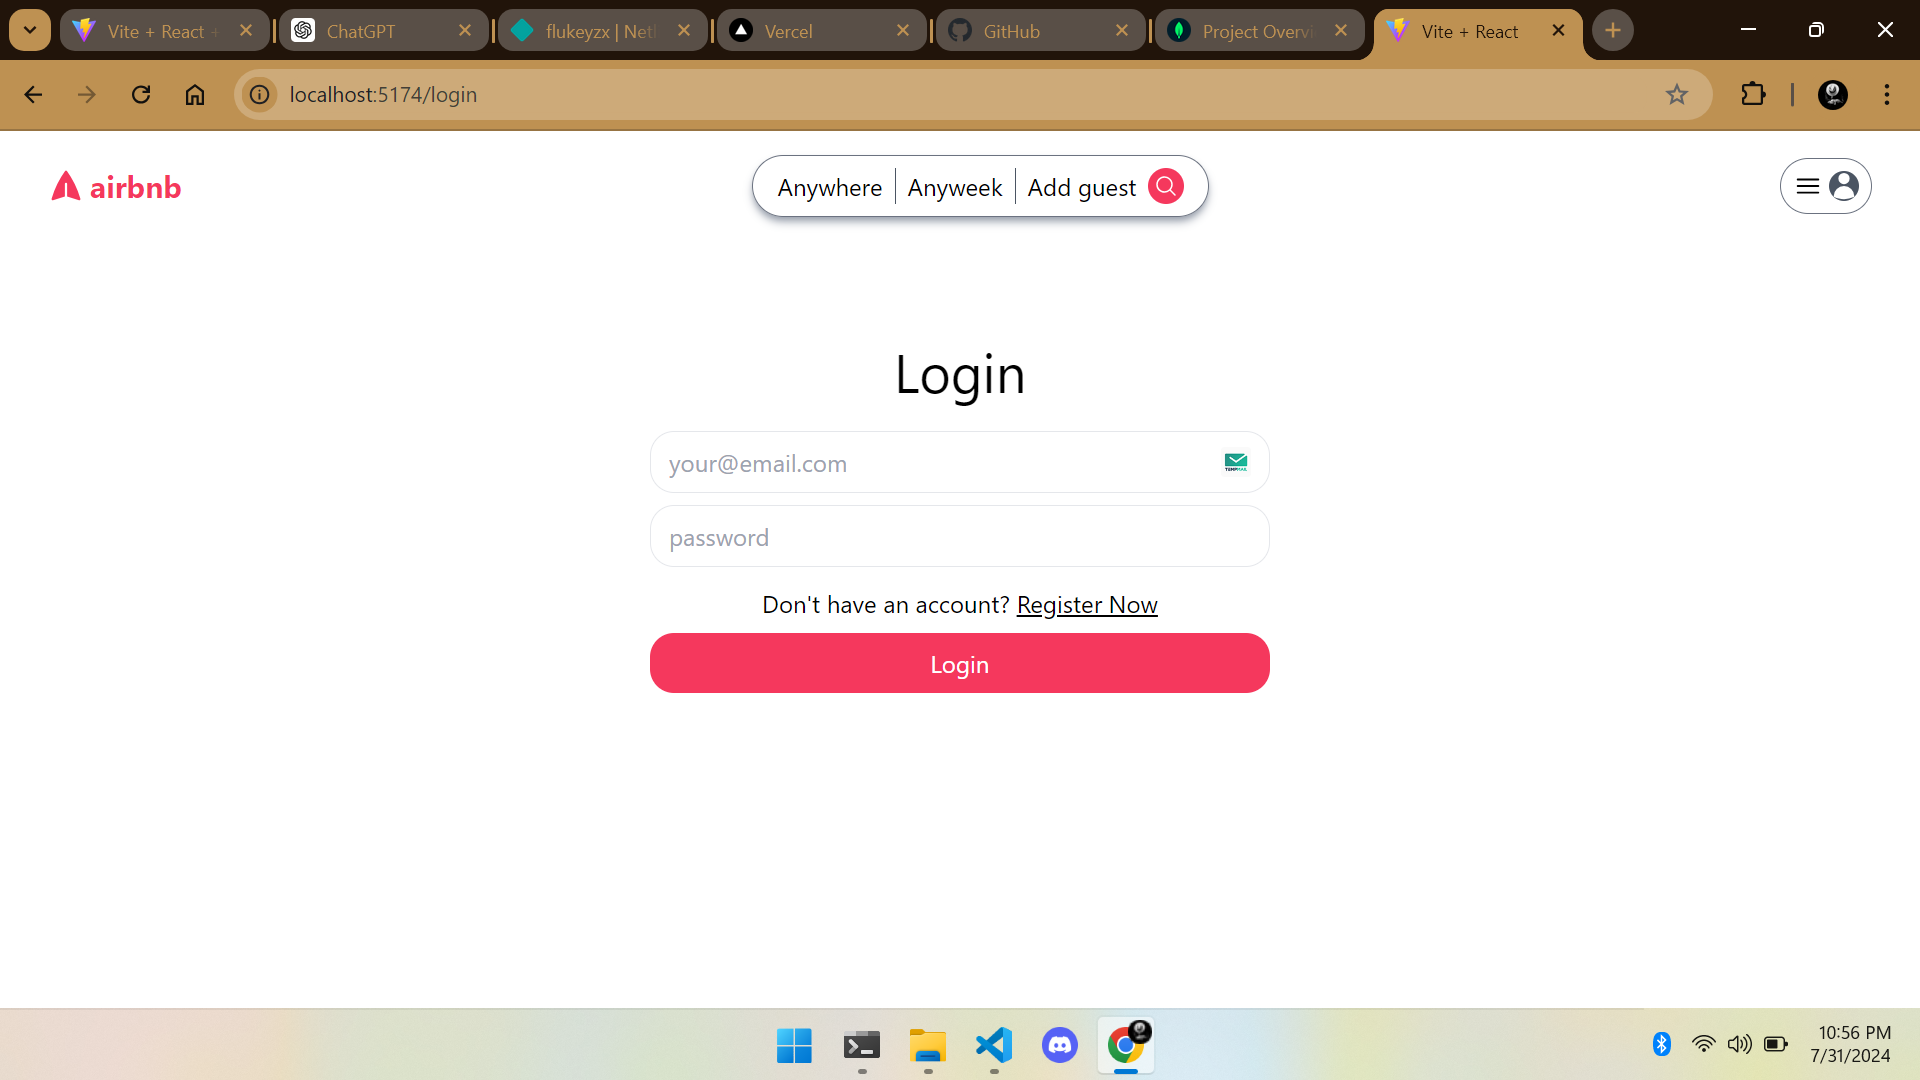 Vite + React +
ChatGPT
flukeyzx | Netl
Vercel
GitHub
Project Overvi
Vite + React
localhost:5174/login
airbnb
Anywhere
Anyweek
Add guest
Login
your@email.com
password
Don't have an account? Register Now
Login
10:56 PM
7/31/2024